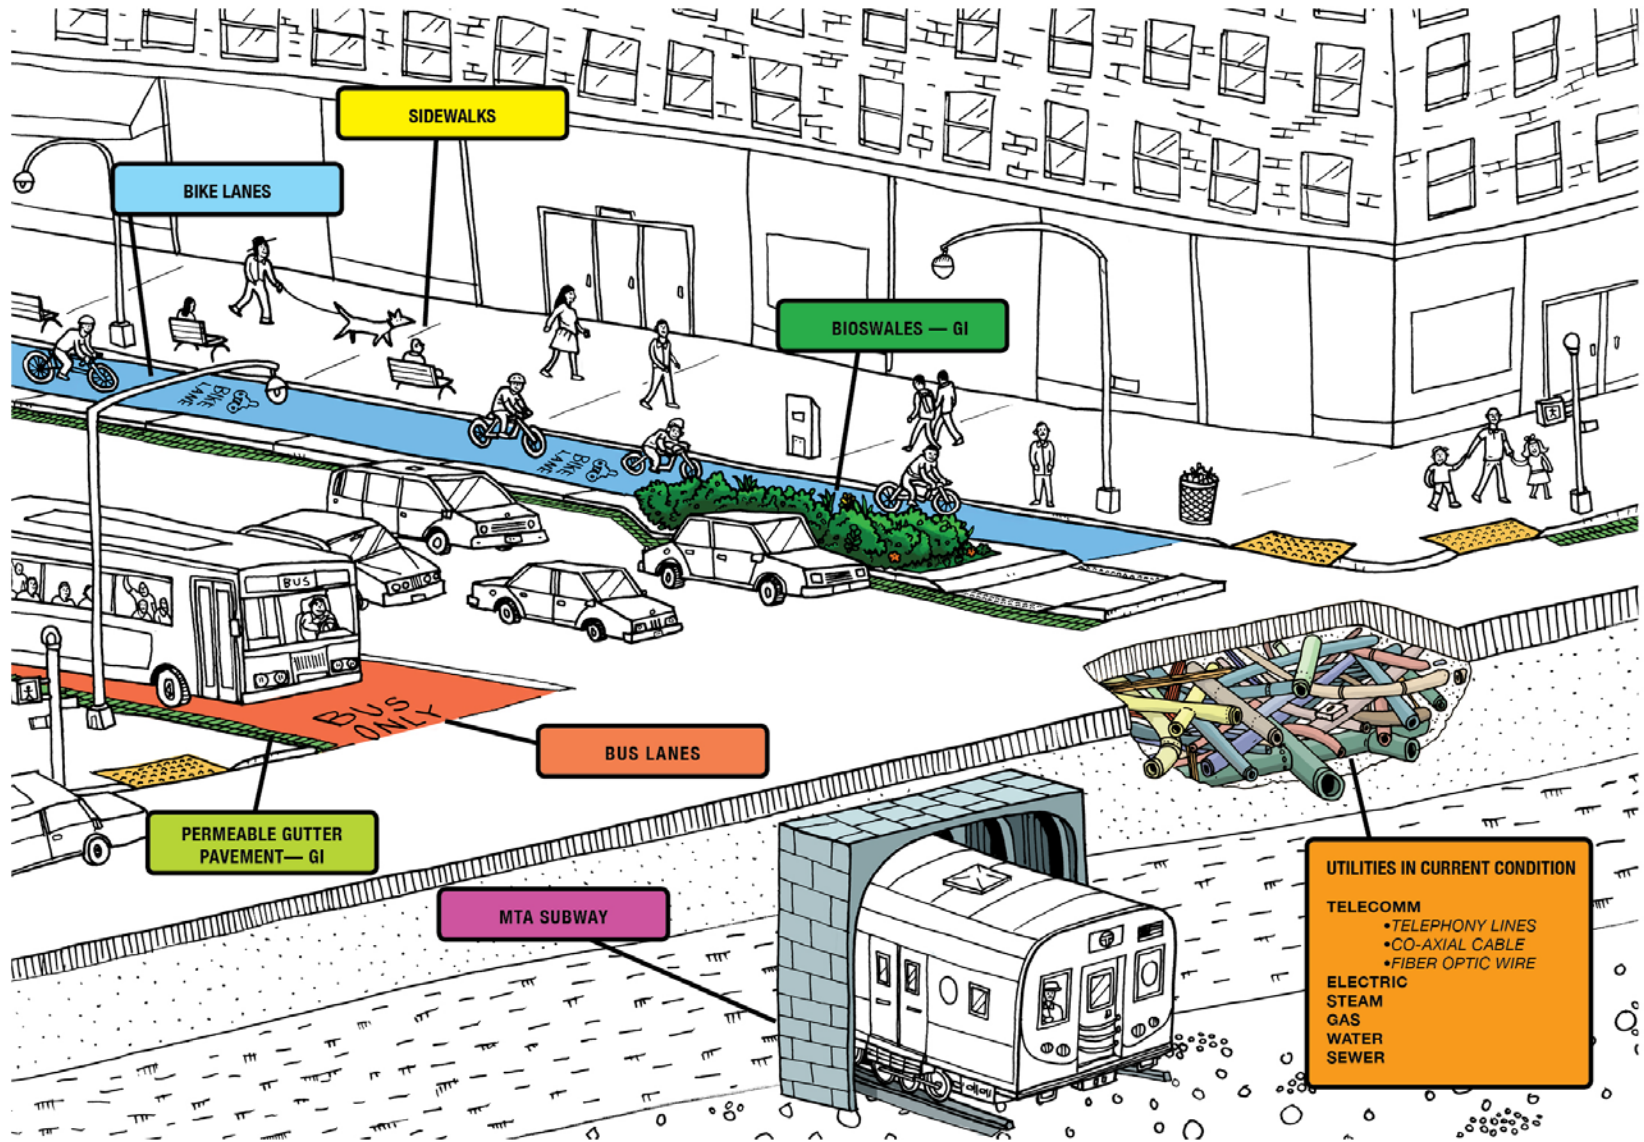 SIDEWALKS
BIKE LANES
BIOSWALES — GI
BIKE
LANE
BIKE
LANE
BUS
BUS
ONLY
BUS LANES
PERMEABLE GUTTER
PAVEMENT— GI
MTA SUBWAY
UTILITIES IN CURRENT CONDITION
TELECOMM
•TELEPHONY LINES
•CO-AXIAL CABLE
•FIBER OPTIC WIRE
ELECTRIC
STEAM
GAS
WATER
SEWER